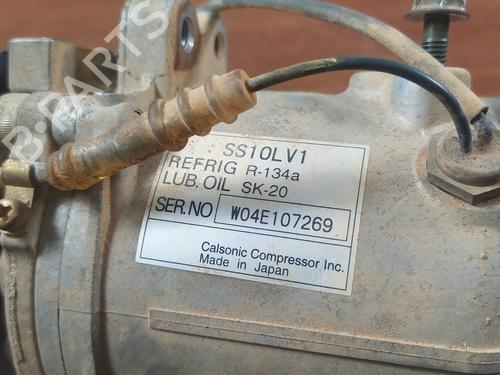 B-PARTS
SS10LV1
REFRIG R-134a
LUB. OIL SK-20
SER.NO W04E107269
Calsonic Compressor Inc.
Made in Japan